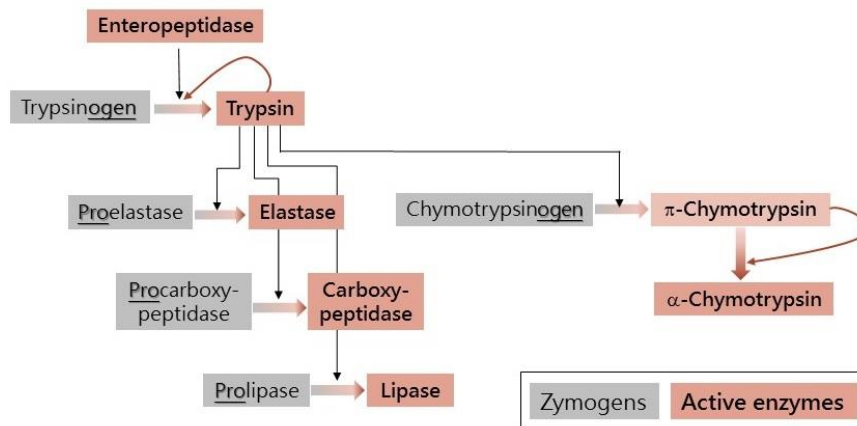 Enteropeptidase
Trypsinogen
Trypsin
Proelastase
Elastase
Chymotrypsinogen
π-Chymotrypsin
Procarboxy-
peptidase
Carboxy-
peptidase
α-Chymotrypsin
Prolipase
Lipase
Zymogens
Active enzymes